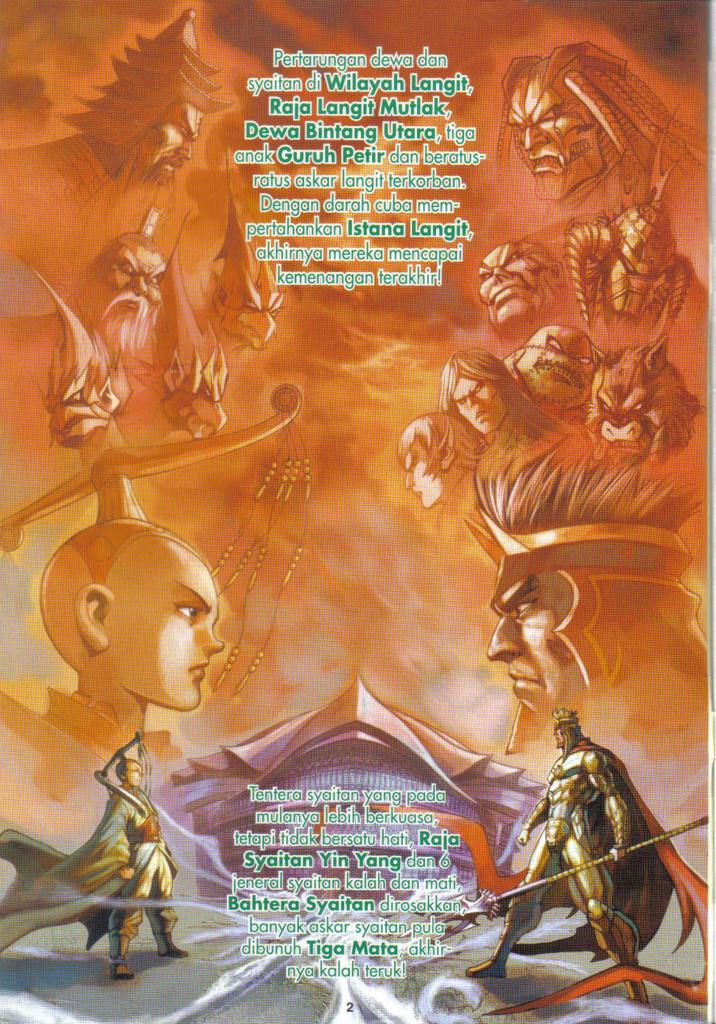 Pertarungan dewa dan
syaitan di Wilayah Langit,
Raja Langit Mutlak,
Dewa Bintang Utara, tiga
anak Guruh Petir dan beratus-
ratus askar langit terkorban.
Dengan darah cuba mem-
pertahankan Istana Langit,
akhirnya mereka mencapai
kemenangan terakhir!
Tentera syaitan yang pada
mulanya lebih berkuasa,
tetapi tidak bersatu hati, Raja
Syaitan Yin Yang dan 6
jeneral syaitan kalah dan mati,
Bahtera Syaitan dirosakkan,
banyak askar syaitan pula
dibunuh Tiga Mata, akhir-
nya kalah teruk!
2